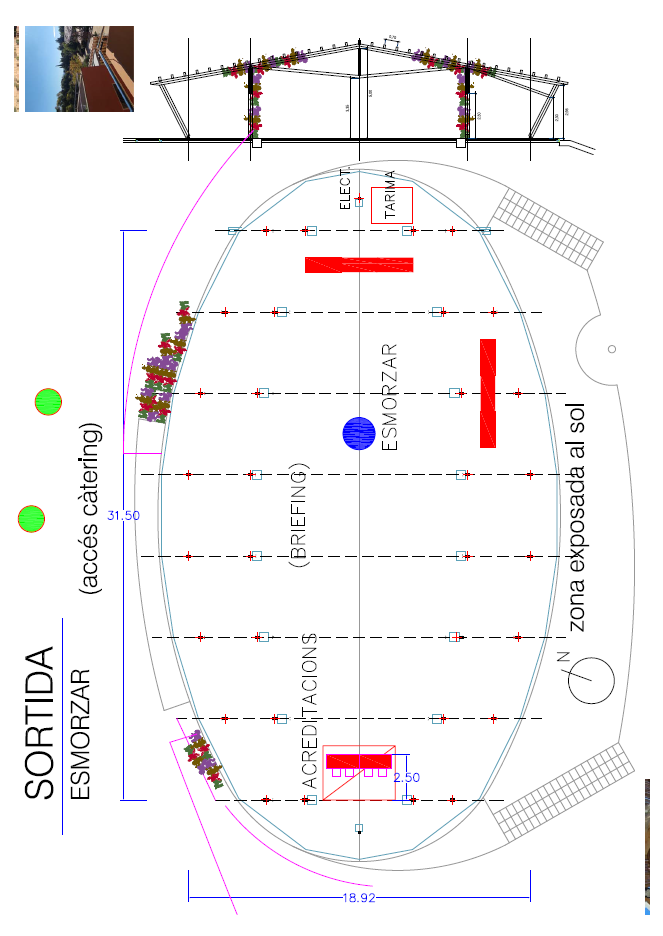 ELECT.
TARIMA
ESMORZAR
(BRIEFING)
ACREDITACIONS
(accés càtering)
31.50
zona exposada al sol
N
SORTIDA
ESMORZAR
2.50
18.92